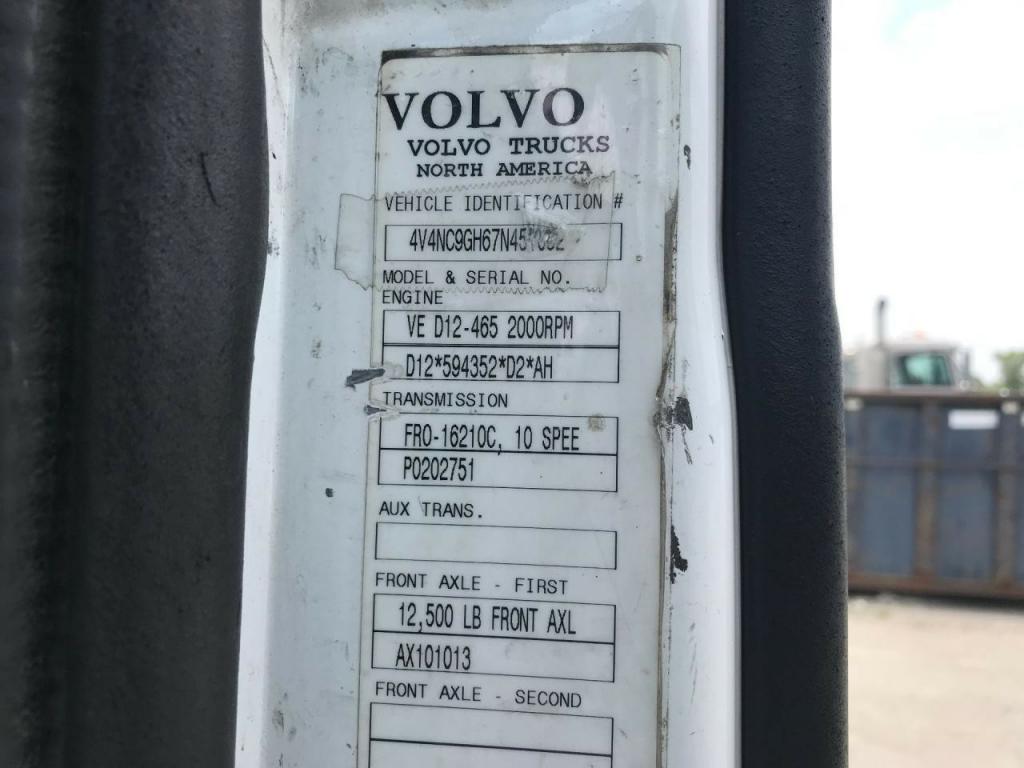 VOLVO
VOLVO TRUCKS
NORTH AMERICA
VEHICLE IDENTIFICATION #
MODEL & SERIAL NO.
ENGINE
VE D12-465 2000RPM
D12*594352*D2*AH
TRANSMISSION
FRO-16210C, 10 SPEE
P0202751
AUX TRANS.
FRONT AXLE - FIRST
12,500 LB FRONT AXL
AX101013
FRONT AXLE - SECOND